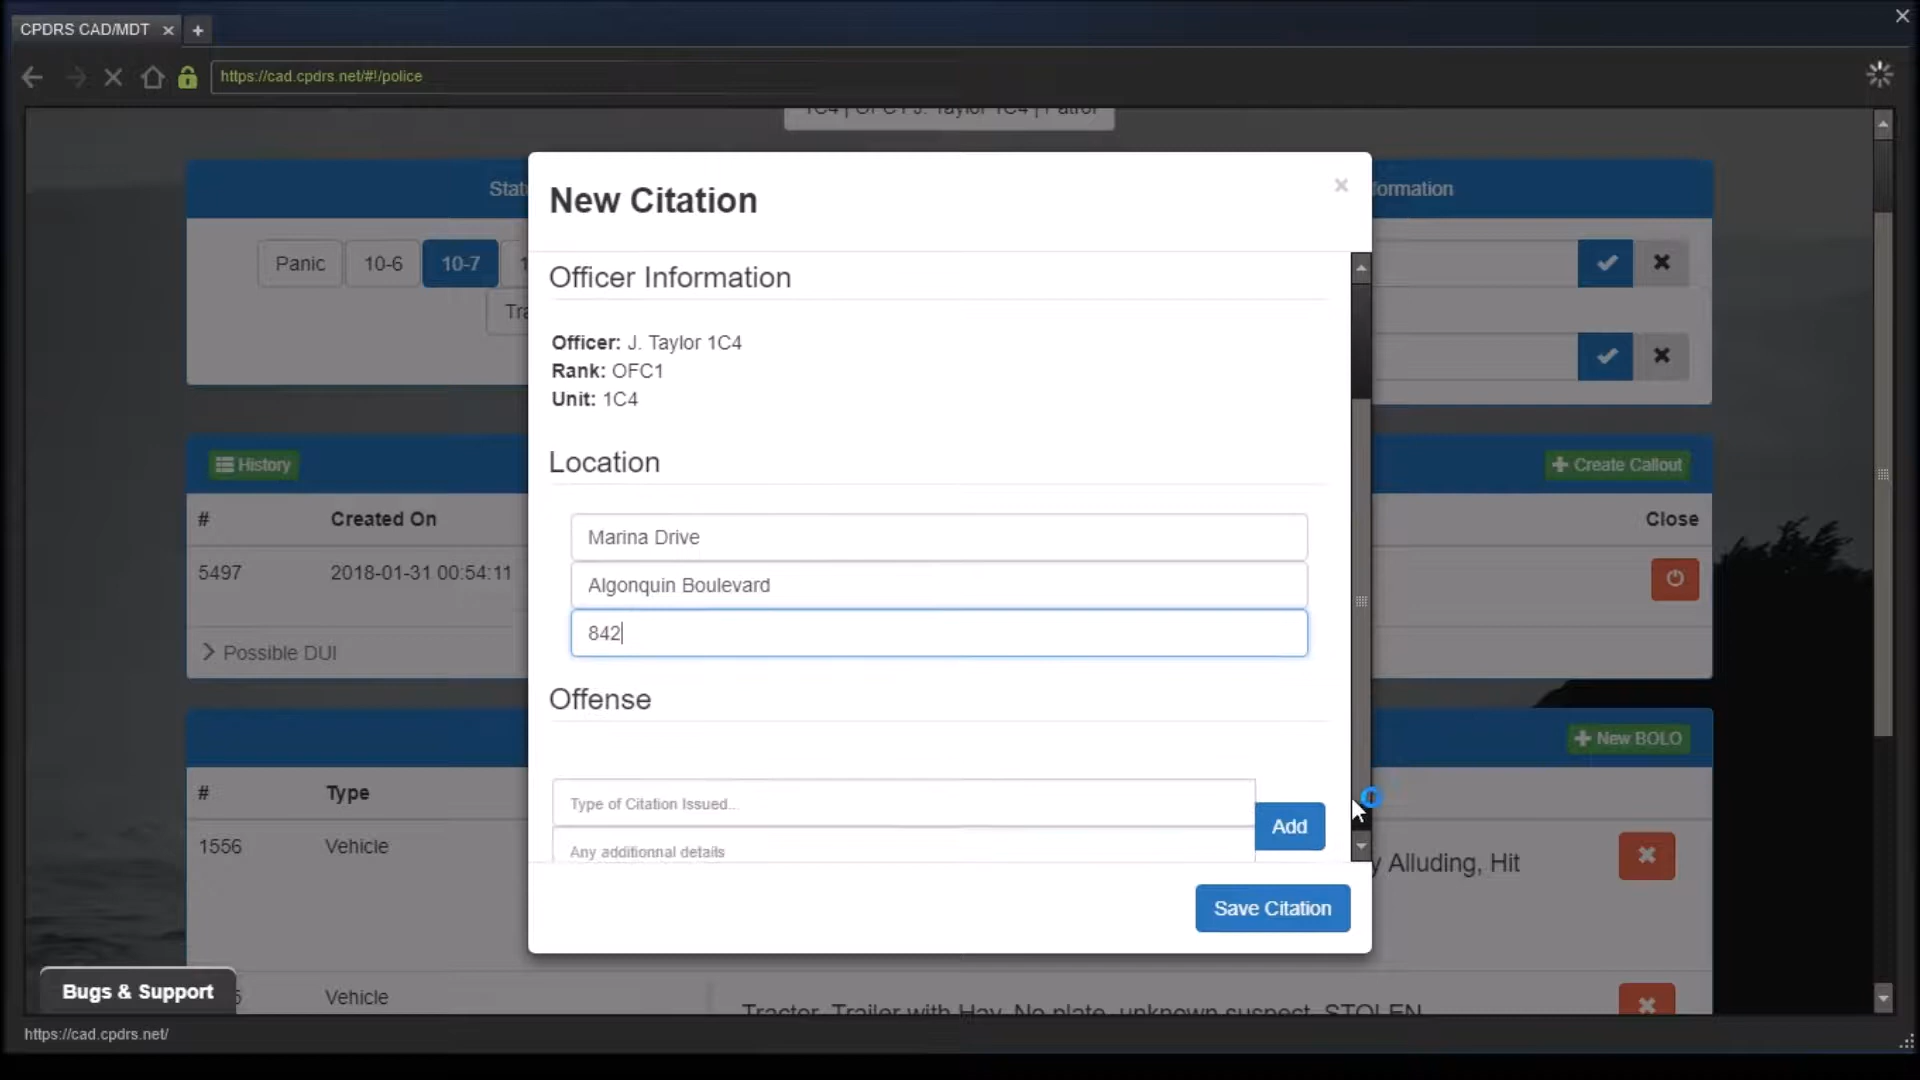 CPDRS CAD/MDT
https://cad.cpdrs.net/#!/police
1C4 | OFC1 J. Taylor 1C4 | Patrol
New Citation
Officer Information
Officer: J. Taylor 1C4
Rank: OFC1
Unit: 1C4
Location
Marina Drive
Algonquin Boulevard
842
Offense
Type of Citation Issued...
Any additionnal details
Add
Save Citation
Panic
10-6
10-7
History
Create Callout
# Created On Close
5497 2018-01-31 00:54:11
Possible DUI
New BOLO
# Type
1556 Vehicle
Alluding, Hit
Vehicle
Tractor, Trailer with Hay, No plate, unknown suspect, STOLEN
Bugs & Support
https://cad.cpdrs.net/